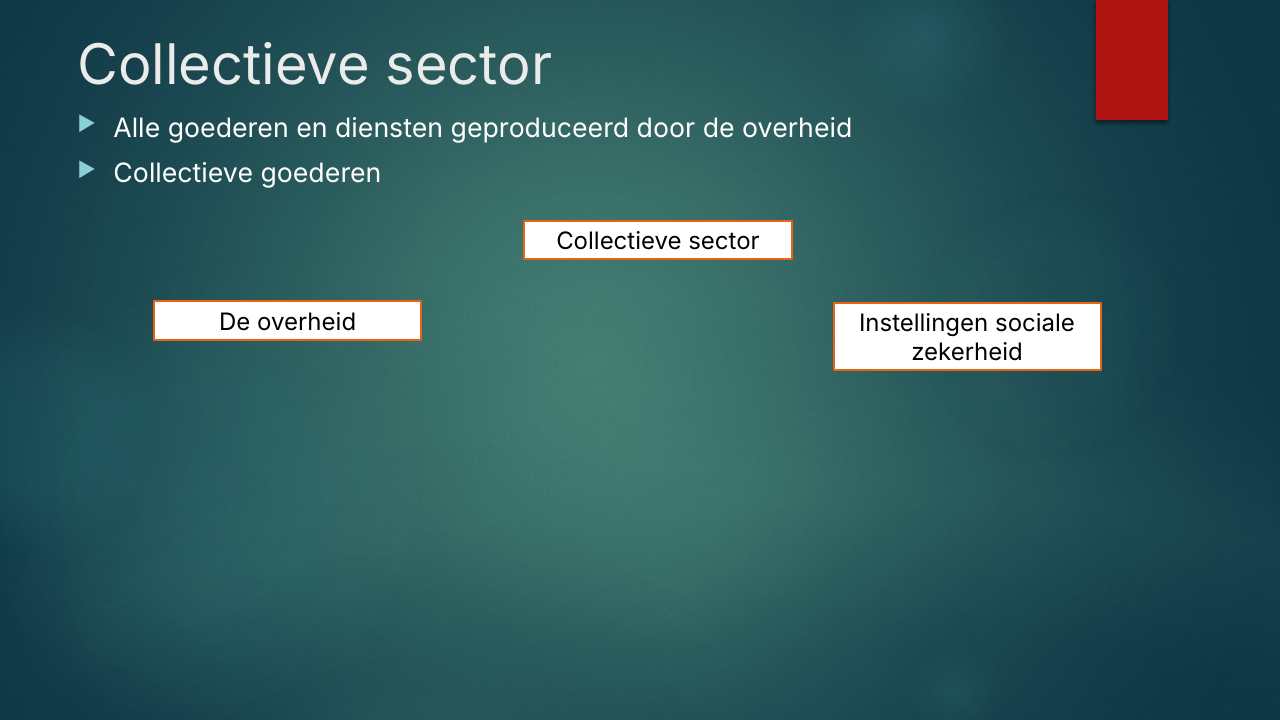 Collectieve sector
Alle goederen en diensten geproduceerd door de overheid
Collectieve goederen
Collectieve sector
De overheid
Instellingen sociale
zekerheid